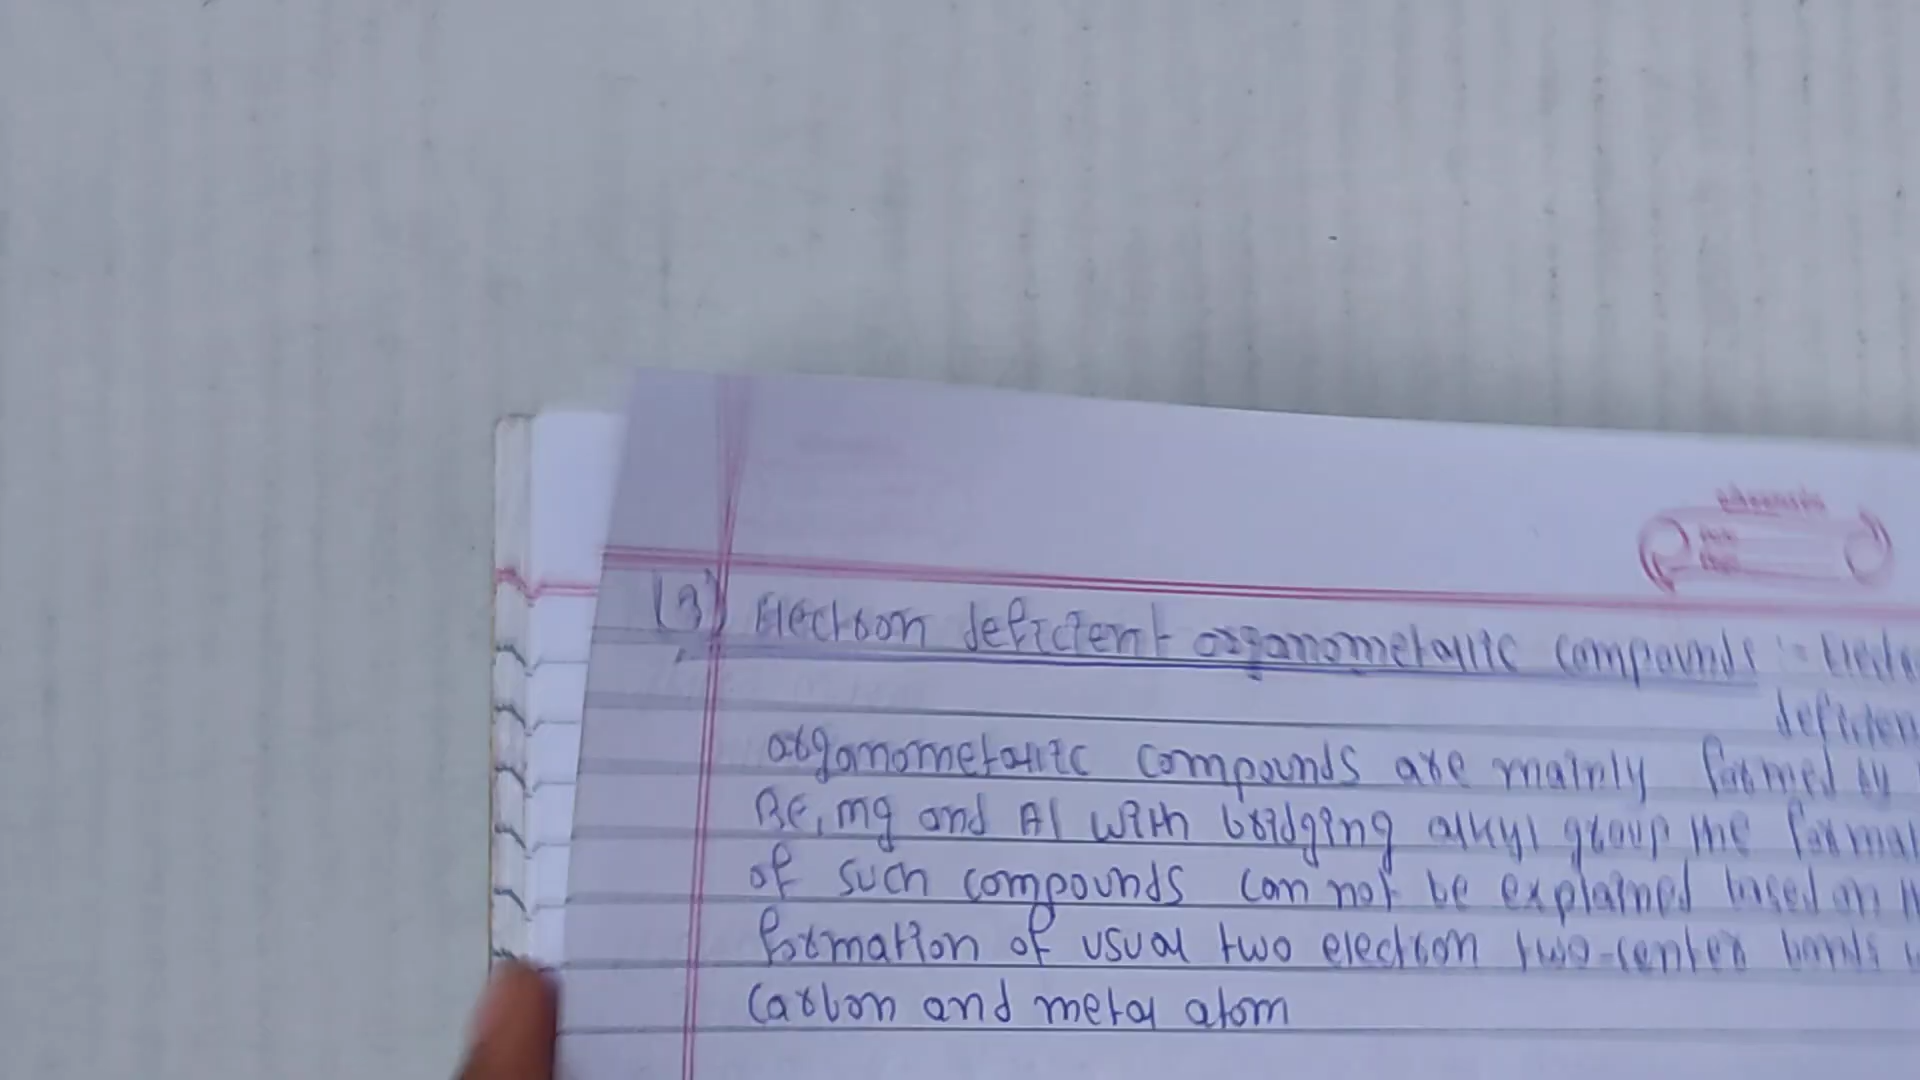 (3) Electron deficient organometallic compounds :-
deficien
organometallic compounds are mainly formed by
Be, mg and Al with bridging alkyl group the formal
of such compounds can not be explained based on
formation of usual two electron two-center bonds
carbon and metal atom